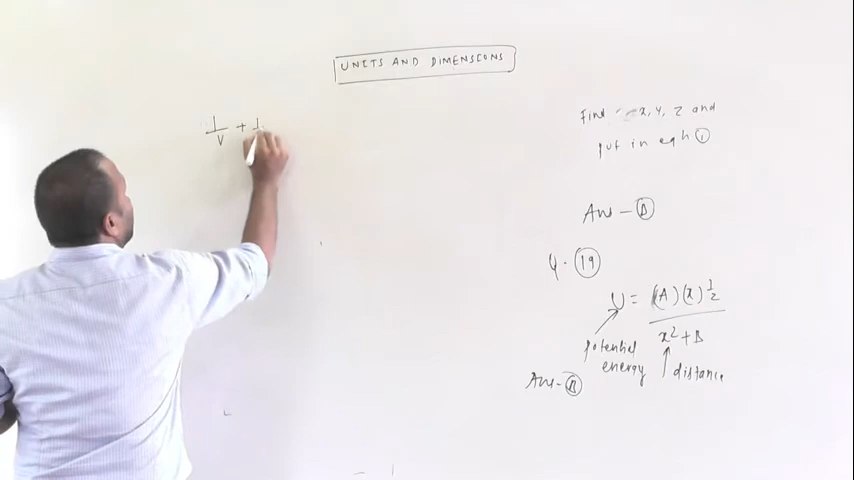 UNITS AND DIMENSIONS
1/V + 1
Find x, y, z and
put in eqn (1)
Ans - (D)
Q. (19)
U = (A)(x)^1/2 / x^2 + B
potential energy
distance
Ans - (B)